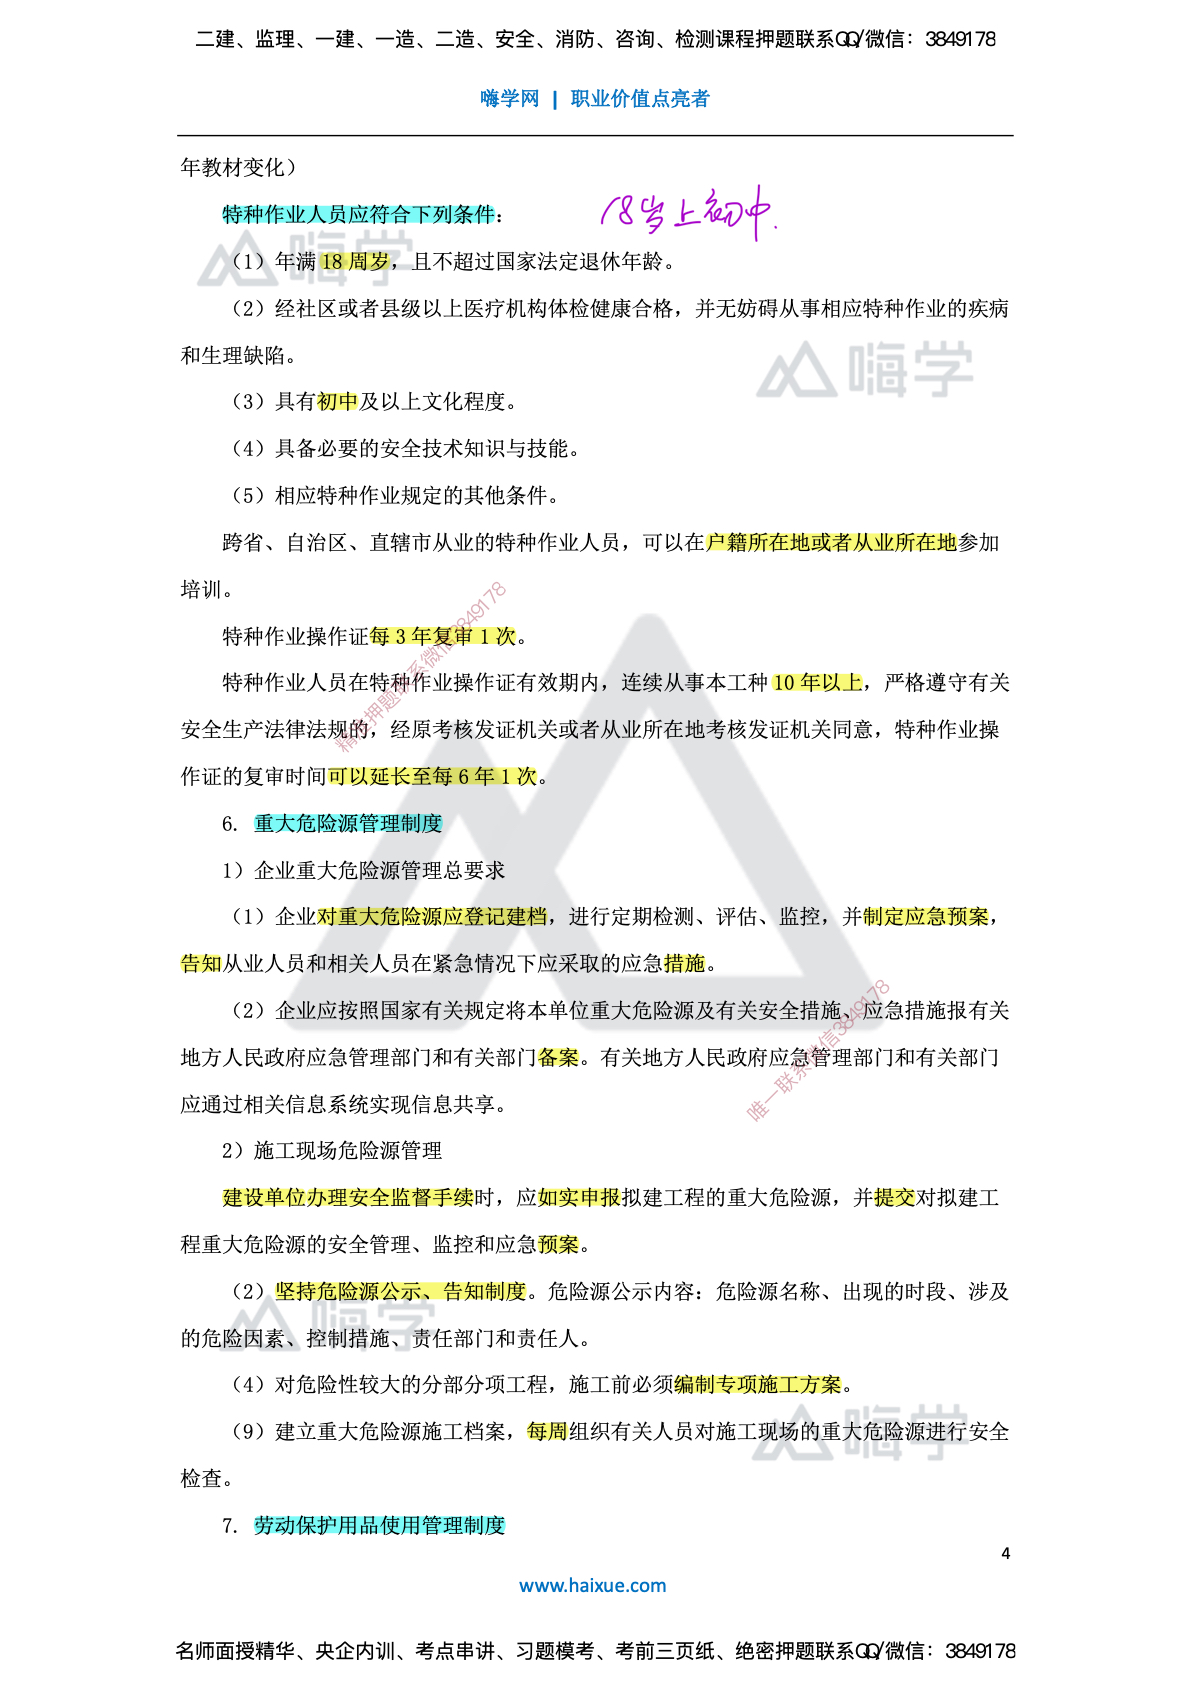 二建、监理、一建、一造、二造、安全、消防、咨询、检测课程押题联系QQ/微信：3849178
嗨学网 | 职业价值点亮者
年教材变化）
特种作业人员应符合下列条件：
18岁上初中.
嗨学
（1）年满 18 周岁，且不超过国家法定退休年龄。
（2）经社区或者县级以上医疗机构体检健康合格，并无妨碍从事相应特种作业的疾病
和生理缺陷。
嗨学
（3）具有初中及以上文化程度。
（4）具备必要的安全技术知识与技能。
（5）相应特种作业规定的其他条件。
跨省、自治区、直辖市从业的特种作业人员，可以在户籍所在地或者从业所在地参加
培训。
特种作业操作证每 3 年复审 1 次。
精准押题联系微信3849178
特种作业人员在特种作业操作证有效期内，连续从事本工种 10 年以上，严格遵守有关
安全生产法律法规的，经原考核发证机关或者从业所在地考核发证机关同意，特种作业操
作证的复审时间可以延长至每 6 年 1 次。
6. 重大危险源管理制度
1）企业重大危险源管理总要求
（1）企业对重大危险源应登记建档，进行定期检测、评估、监控，并制定应急预案，
告知从业人员和相关人员在紧急情况下应采取的应急措施。
（2）企业应按照国家有关规定将本单位重大危险源及有关安全措施、应急措施报有关
地方人民政府应急管理部门和有关部门备案。有关地方人民政府应急管理部门和有关部门
应通过相关信息系统实现信息共享。
唯一联系微信3849178
2）施工现场危险源管理
建设单位办理安全监督手续时，应如实申报拟建工程的重大危险源，并提交对拟建工
程重大危险源的安全管理、监控和应急预案。
（2）坚持危险源公示、告知制度。危险源公示内容：危险源名称、出现的时段、涉及
的危险因素、控制措施、责任部门和责任人。
嗨学
（4）对危险性较大的分部分项工程，施工前必须编制专项施工方案。
（9）建立重大危险源施工档案，每周组织有关人员对施工现场的重大危险源进行安全
检查。
嗨学
7. 劳动保护用品使用管理制度
4
www.haixue.com
名师面授精华、央企内训、考点串讲、习题模考、考前三页纸、绝密押题联系QQ/微信：3849178